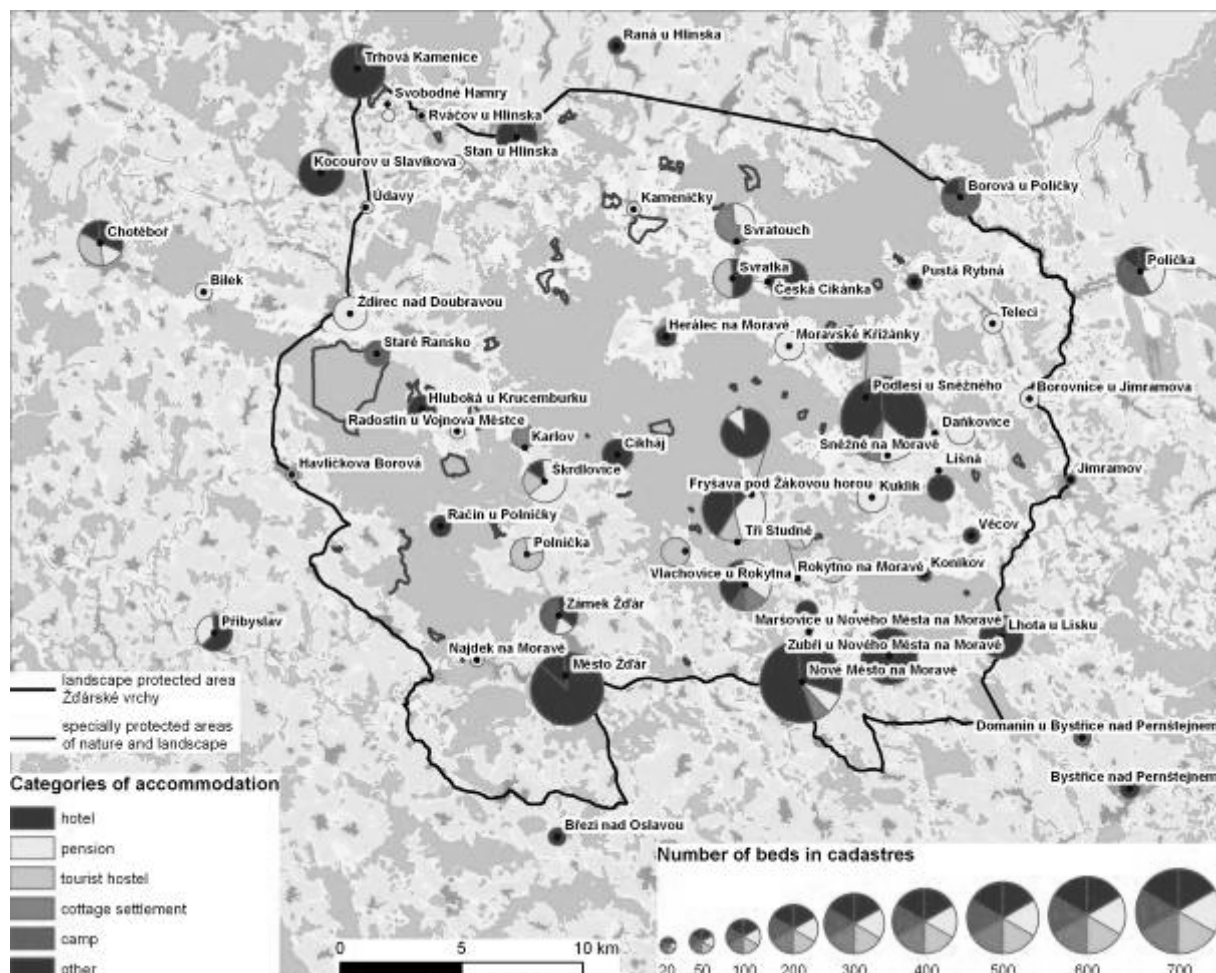 Raná u Hlinska
Trhová Kamenice
Svobodné Hamry
Rváčov u Hlinska
Stan u Hlinska
Kocourov u Slavíkova
Údavy
Kameničky
Borová u Poličky
Chotěboř
Svratouch
Polička
Bílek
Svratka
Česká Cikánka
Pustá Rybná
Ždírec nad Doubravou
Teleci
Herálec na Moravě
Moravské Křižánky
Staré Ransko
Podlesí u Sněžného
Borovnice u Jimramova
Hluboká u Krucemburku
Radostín u Vojnova Městce
Daňkovice
Karlov
Sněžné na Moravě
Cikháj
Lišná
Havlíčkova Borová
Škrdlovice
Jimramov
Fryšava pod Žákovou horou
Kuklík
Račín u Polničky
Věcov
Tři Studně
Polnička
Vlachovice u Rokytna
Rokytno na Moravě
Koníkov
Zámek Žďár
Maršovice u Nového Města na Moravě
Přibyslav
Lhota u Lísku
Zubří u Nového Města na Moravě
Najdek na Moravě
Město Žďár
Nové Město na Moravě
Domanín u Bystřice nad Pernštejnem
Bystřice nad Pernštejnem
Březí nad Oslavou
landscape protected area
Žďárské vrchy
specially protected areas
of nature and landscape
Categories of accommodation
hotel
pension
tourist hostel
cottage settlement
camp
other
0 5 10 km
Number of beds in cadastres
20 50 100 200 300 400 500 600 700